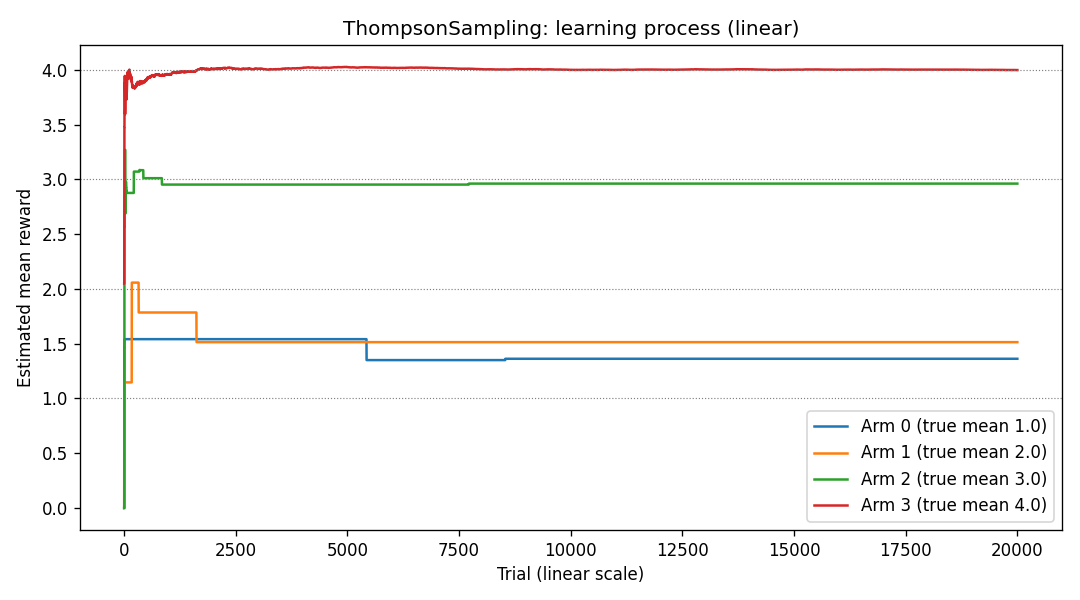 ThompsonSampling: learning process (linear)
Estimated mean reward
4.0
3.5
3.0
2.5
2.0
1.5
1.0
0.5
0.0
Arm 0 (true mean 1.0)
Arm 1 (true mean 2.0)
Arm 2 (true mean 3.0)
Arm 3 (true mean 4.0)
0 2500 5000 7500 10000 12500 15000 17500 20000
Trial (linear scale)